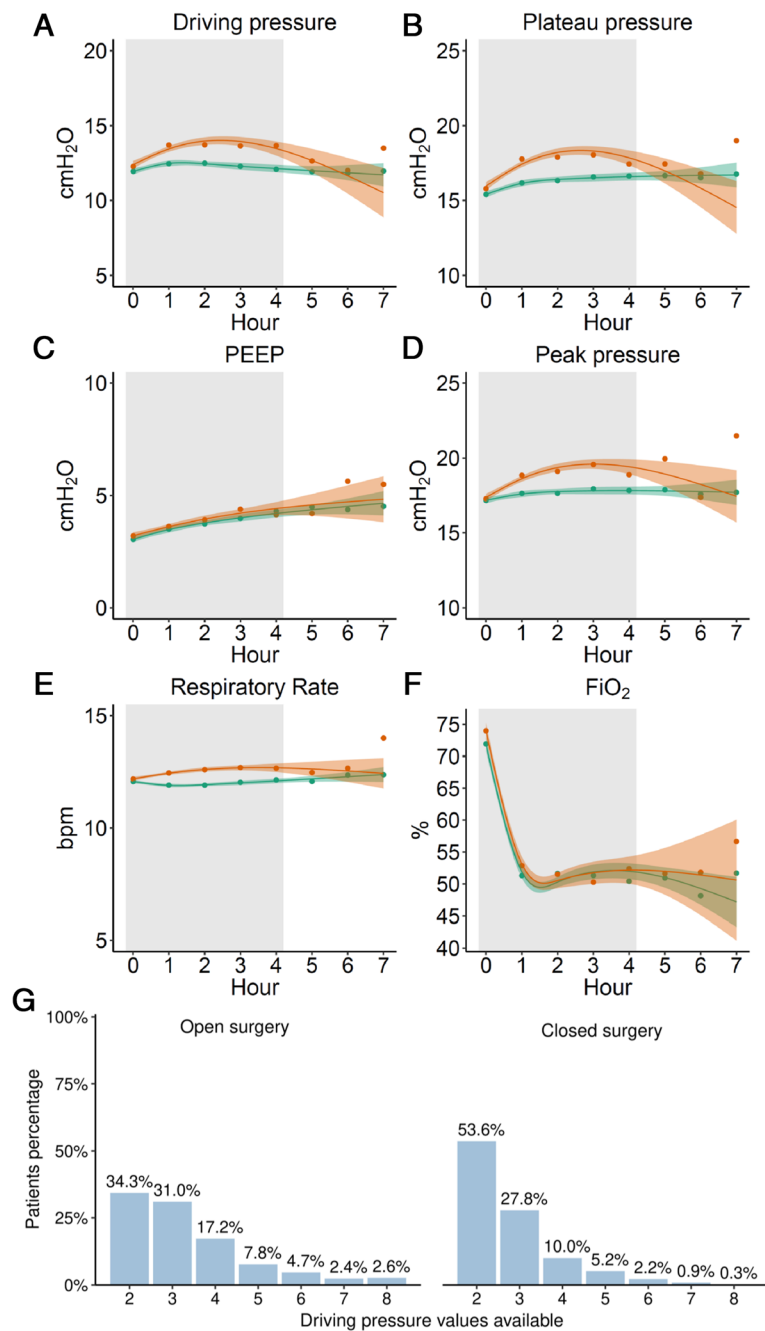 A Driving pressure
20
15
10
5
cmH2O
0 1 2 3 4 5 6 7
Hour
B Plateau pressure
25
20
15
10
cmH2O
0 1 2 3 4 5 6 7
Hour
C PEEP
10
5
0
cmH2O
0 1 2 3 4 5 6 7
Hour
D Peak pressure
25
20
15
10
cmH2O
0 1 2 3 4 5 6 7
Hour
E Respiratory Rate
15
10
5
bpm
0 1 2 3 4 5 6 7
Hour
F FiO2
75
70
65
60
55
50
45
40
%
0 1 2 3 4 5 6 7
Hour
G
Open surgery
Closed surgery
100%
75%
50%
25%
0%
Patients percentage
34.3% 31.0% 17.2% 7.8% 4.7% 2.4% 2.6%
53.6% 27.8% 10.0% 5.2% 2.2% 0.9% 0.3%
2 3 4 5 6 7 8
2 3 4 5 6 7 8
Driving pressure values available